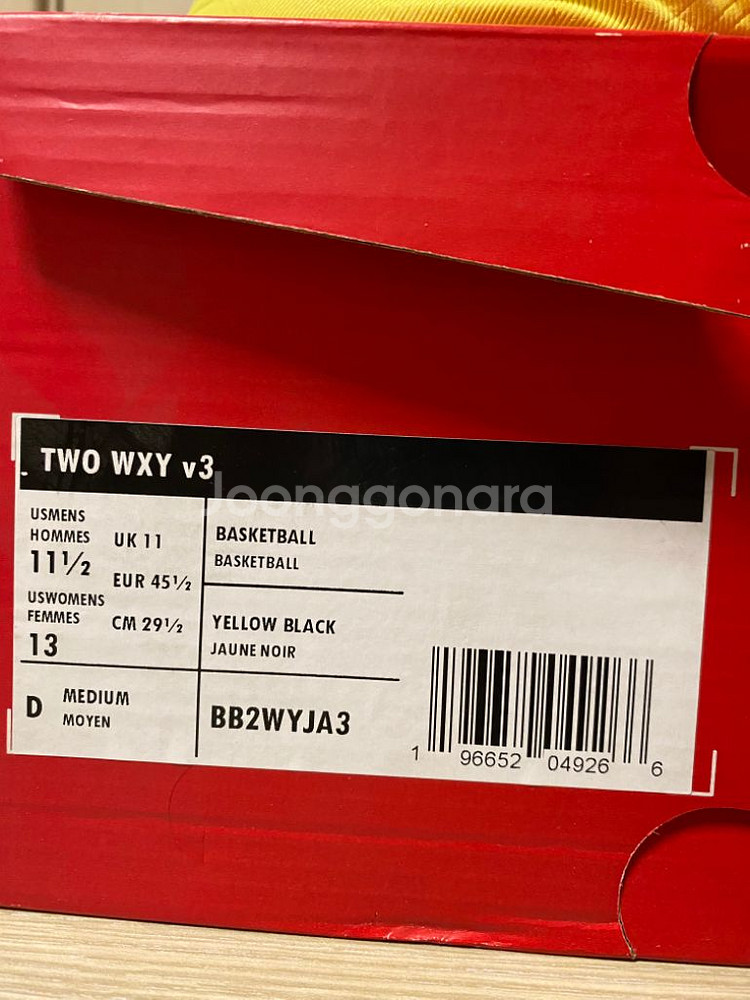 TWO WXY v3
Joonggonara
USMENS
HOMMES
11½
UK 11
EUR 45½
USWOMENS
FEMMES
13
CM 29½
BASKETBALL
BASKETBALL
YELLOW BLACK
JAUNE NOIR
D MEDIUM
MOYEN
BB2WYJA3
1 96652 04926 6